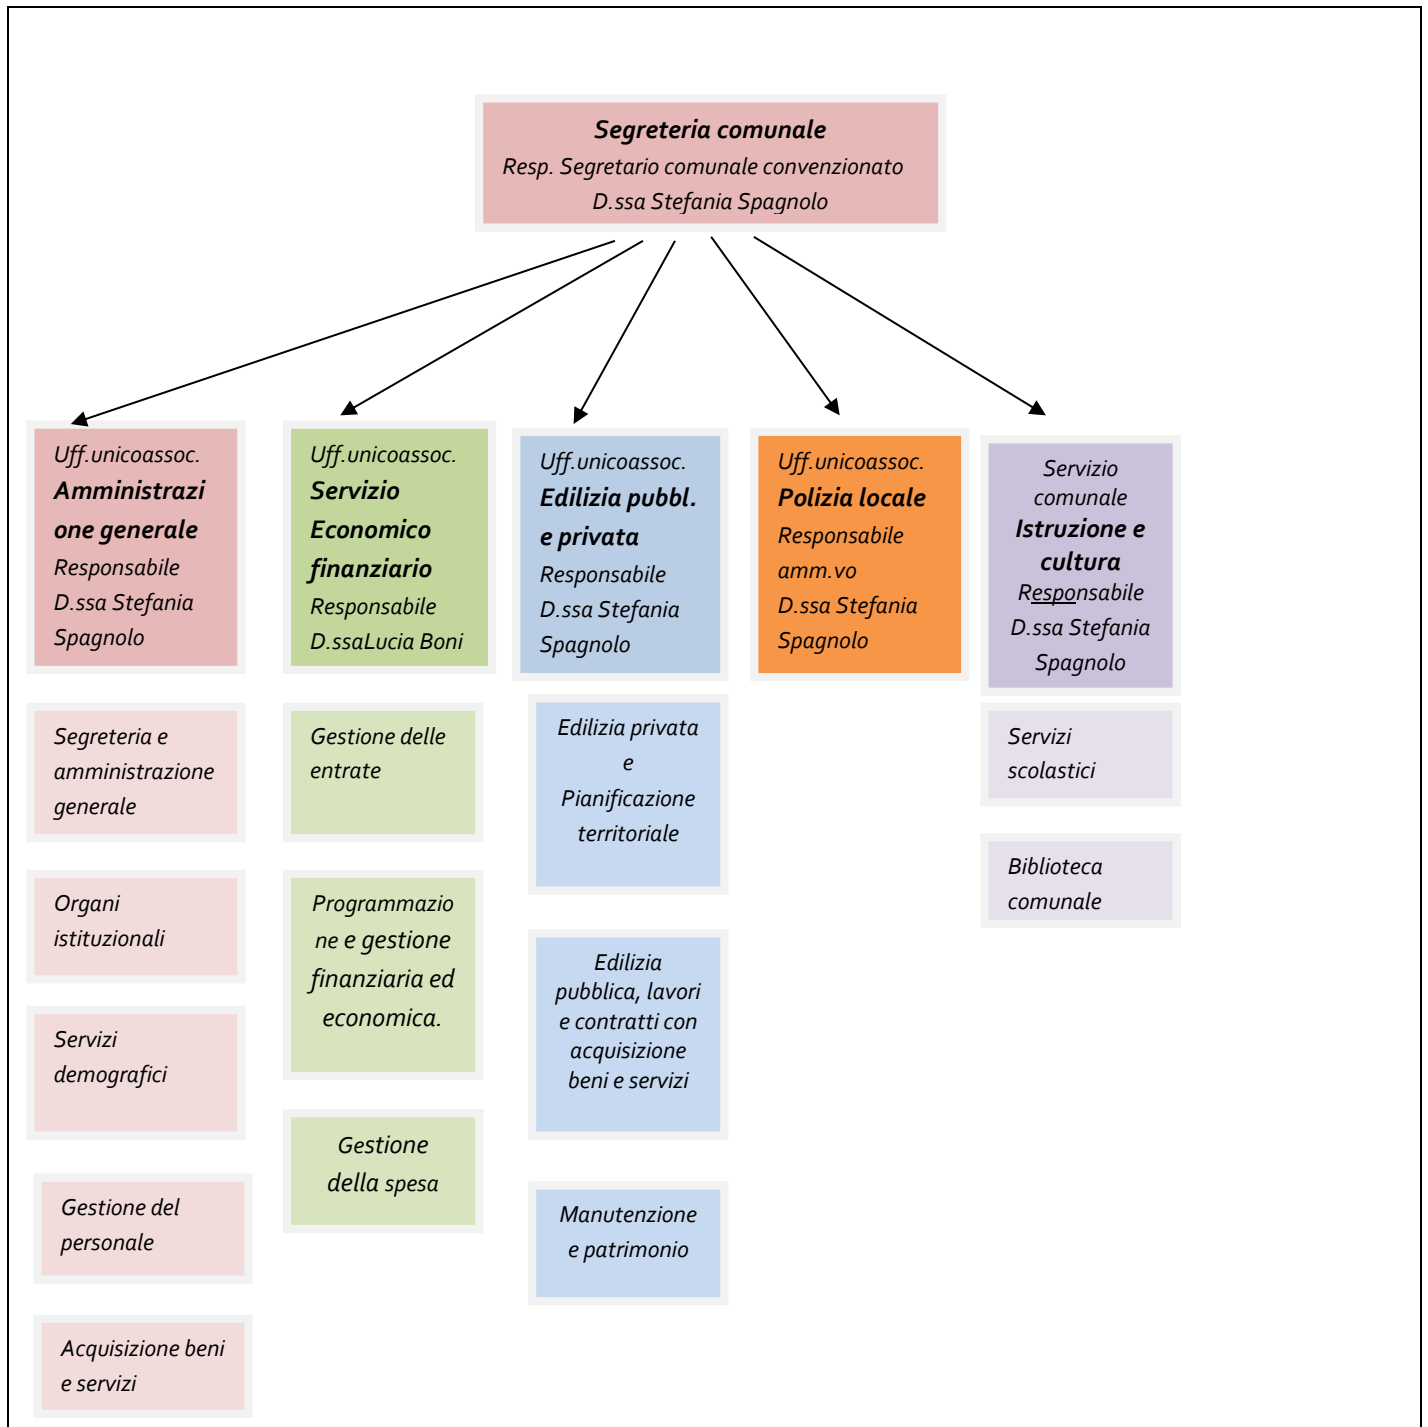 Segreteria comunale
Resp. Segretario comunale convenzionato
D.ssa Stefania Spagnolo
Uff.unicoassoc.
Amministrazi
one generale
Responsabile
D.ssa Stefania
Spagnolo
Uff.unicoassoc.
Servizio
Economico
finanziario
Responsabile
D.ssaLucia Boni
Uff.unicoassoc.
Edilizia pubbl.
e privata
Responsabile
D.ssa Stefania
Spagnolo
Uff.unicoassoc.
Polizia locale
Responsabile
amm.vo
D.ssa Stefania
Spagnolo
Servizio
comunale
Istruzione e
cultura
Responsabile
D.ssa Stefania
Spagnolo
Segreteria e
amministrazione
generale
Organi
istituzionali
Servizi
demografici
Gestione del
personale
Acquisizione beni
e servizi
Gestione delle
entrate
Programmazio
ne e gestione
finanziaria ed
economica.
Gestione
della spesa
Edilizia privata
e
Pianificazione
territoriale
Edilizia
pubblica, lavori
e contratti con
acquisizione
beni e servizi
Manutenzione
e patrimonio
Servizi
scolastici
Biblioteca
comunale